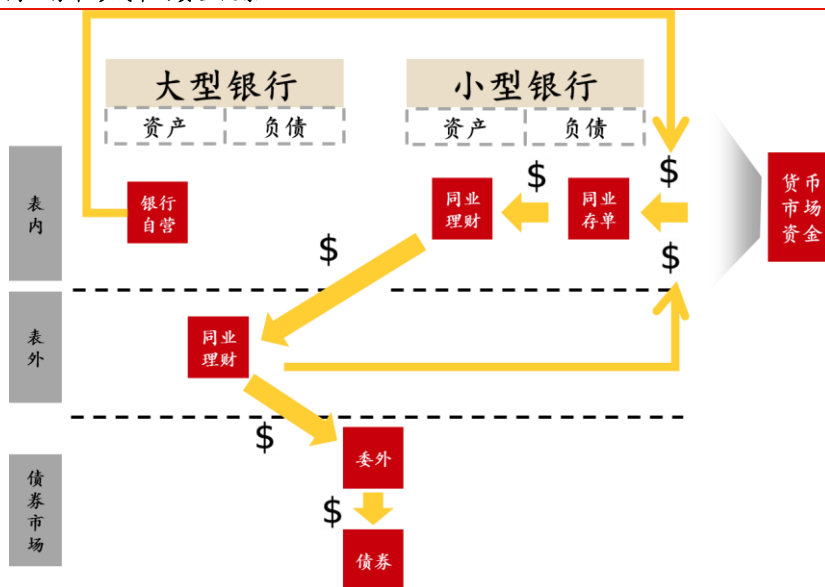 大型银行
小型银行
资产
负债
资产
负债
表内
银行
自营
同业
理财
$
同业
存单
$
$
货币
市场
资金
$
表外
同业
理财
$
委外
债券市场
$
债券